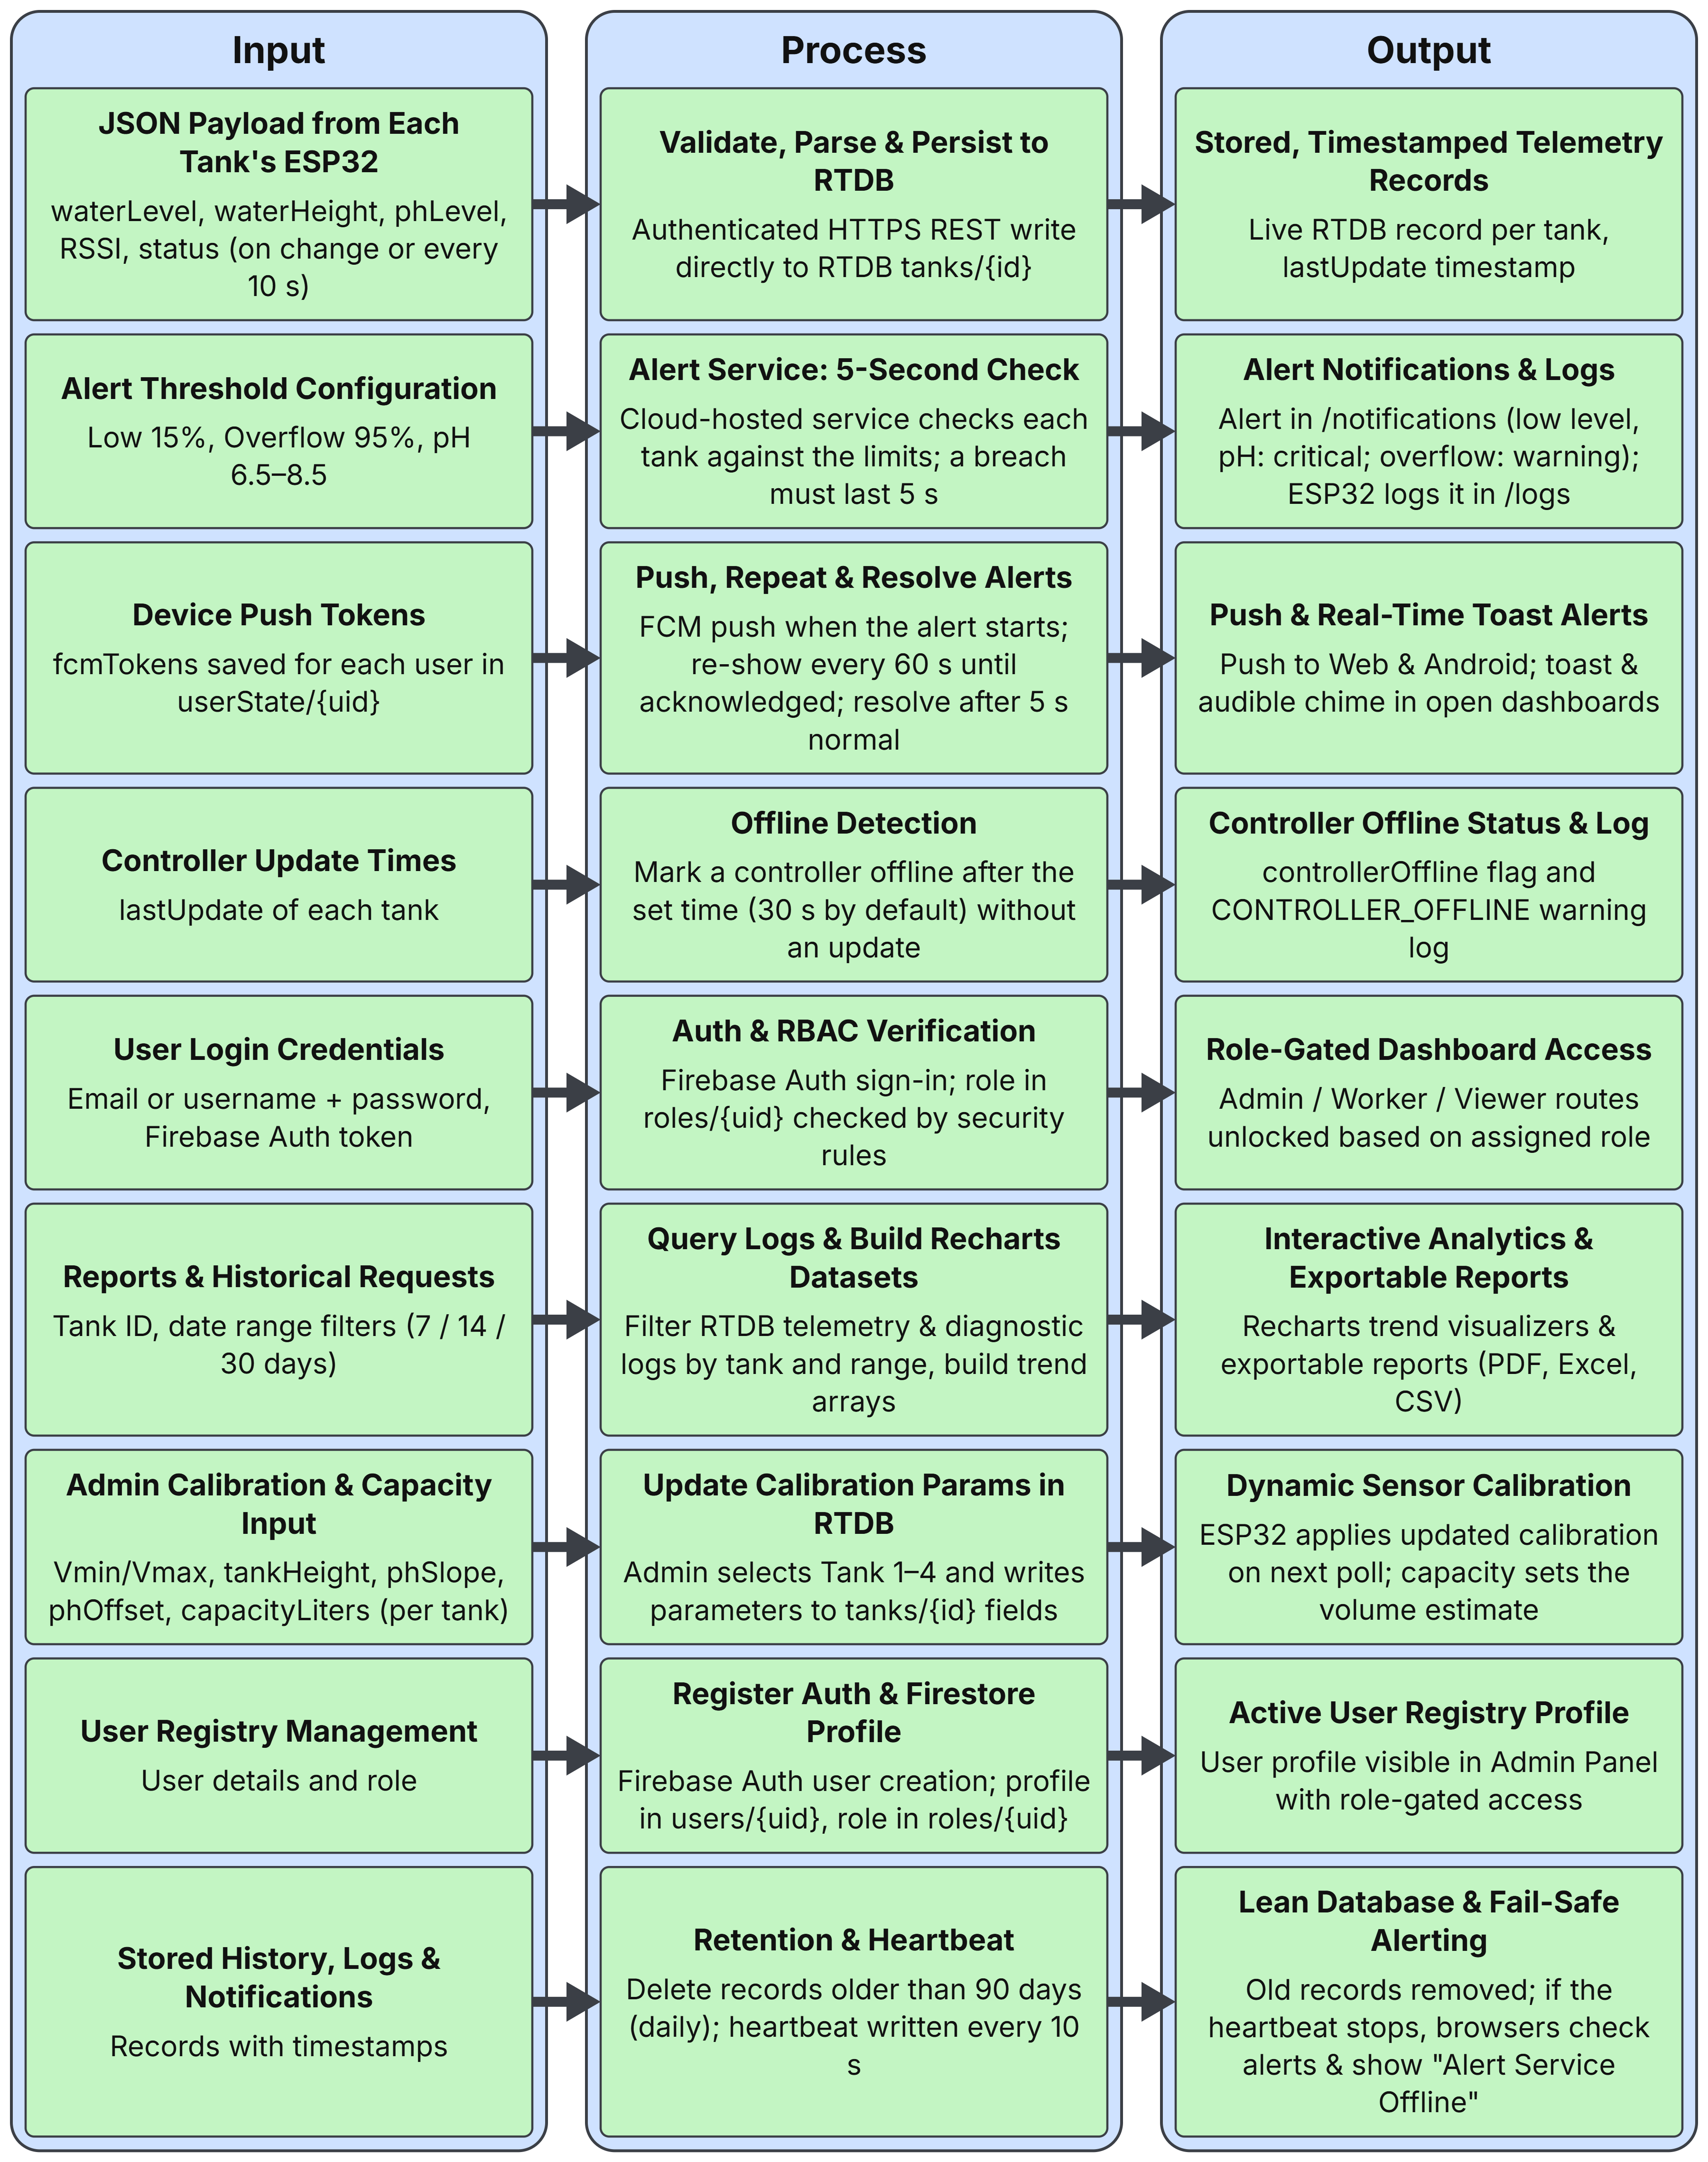 Input
Process
Output
JSON Payload from Each
Tank's ESP32
waterLevel, waterHeight, phLevel,
RSSI, status (on change or every
10 s)
Validate, Parse & Persist to
RTDB
Authenticated HTTPS REST write
directly to RTDB tanks/{id}
Stored, Timestamped Telemetry
Records
Live RTDB record per tank,
lastUpdate timestamp
Alert Threshold Configuration
Low 15%, Overflow 95%, pH
6.5–8.5
Alert Service: 5-Second Check
Cloud-hosted service checks each
tank against the limits; a breach
must last 5 s
Alert Notifications & Logs
Alert in /notifications (low level,
pH: critical; overflow: warning);
ESP32 logs it in /logs
Device Push Tokens
fcmTokens saved for each user in
userState/{uid}
Push, Repeat & Resolve Alerts
FCM push when the alert starts;
re-show every 60 s until
acknowledged; resolve after 5 s
normal
Push & Real-Time Toast Alerts
Push to Web & Android; toast &
audible chime in open dashboards
Controller Update Times
lastUpdate of each tank
Offline Detection
Mark a controller offline after the
set time (30 s by default) without
an update
Controller Offline Status & Log
controllerOffline flag and
CONTROLLER_OFFLINE warning
log
User Login Credentials
Email or username + password,
Firebase Auth token
Auth & RBAC Verification
Firebase Auth sign-in; role in
roles/{uid} checked by security
rules
Role-Gated Dashboard Access
Admin / Worker / Viewer routes
unlocked based on assigned role
Reports & Historical Requests
Tank ID, date range filters (7 / 14 /
30 days)
Query Logs & Build Recharts
Datasets
Filter RTDB telemetry & diagnostic
logs by tank and range, build trend
arrays
Interactive Analytics &
Exportable Reports
Recharts trend visualizers &
exportable reports (PDF, Excel,
CSV)
Admin Calibration & Capacity
Input
Vmin/Vmax, tankHeight, phSlope,
phOffset, capacityLiters (per tank)
Update Calibration Params in
RTDB
Admin selects Tank 1–4 and writes
parameters to tanks/{id} fields
Dynamic Sensor Calibration
ESP32 applies updated calibration
on next poll; capacity sets the
volume estimate
User Registry Management
User details and role
Register Auth & Firestore
Profile
Firebase Auth user creation; profile
in users/{uid}, role in roles/{uid}
Active User Registry Profile
User profile visible in Admin Panel
with role-gated access
Stored History, Logs &
Notifications
Records with timestamps
Retention & Heartbeat
Delete records older than 90 days
(daily); heartbeat written every 10
s
Lean Database & Fail-Safe
Alerting
Old records removed; if the
heartbeat stops, browsers check
alerts & show "Alert Service
Offline"